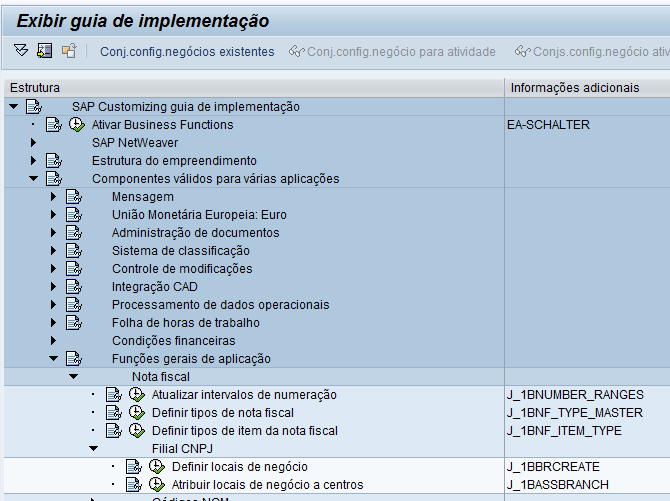 Exibir guia de implementação
Conj.config.negócios existentes Conj.config.negócio para atividade Conjs.config.negócio ativ
Estrutura Informações adicionais
SAP Customizing guia de implementação
Ativar Business Functions EA-SCHALTER
SAP NetWeaver
Estrutura do empreendimento
Componentes válidos para várias aplicações
Mensagem
União Monetária Europeia: Euro
Administração de documentos
Sistema de classificação
Controle de modificações
Integração CAD
Processamento de dados operacionais
Folha de horas de trabalho
Condições financeiras
Funções gerais de aplicação
Nota fiscal
Atualizar intervalos de numeração J_1BNUMBER_RANGES
Definir tipos de nota fiscal J_1BNF_TYPE_MASTER
Definir tipos de item da nota fiscal J_1BNF_ITEM_TYPE
Filial CNPJ
Definir locais de negócio J_1BBRCREATE
Atribuir locais de negócio a centros J_1BASSBRANCH
Códigos NCM